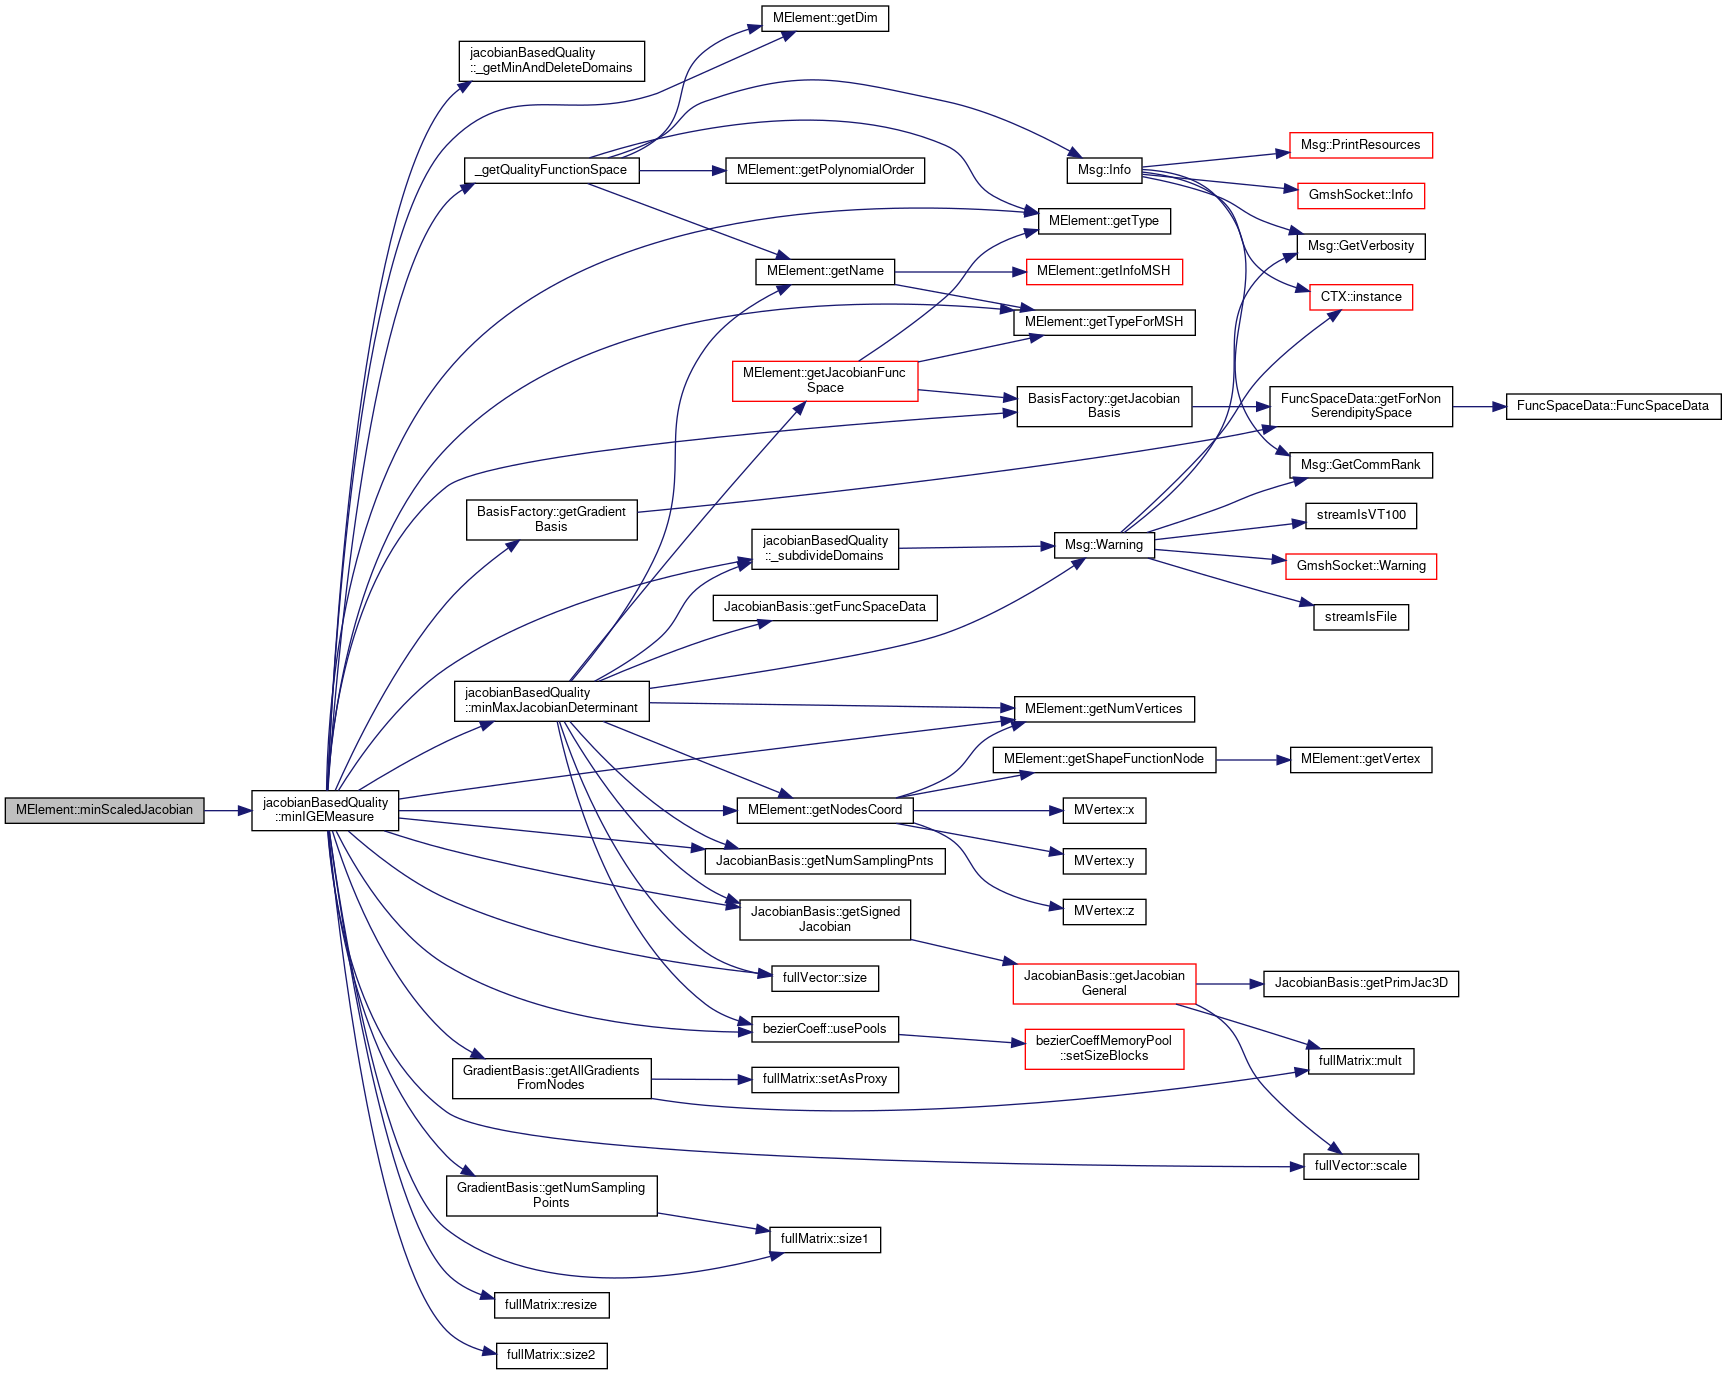 MElement::getDim
jacobianBasedQuality
::_getMinAndDeleteDomains
Msg::PrintResources
_getQualityFunctionSpace
MElement::getPolynomialOrder
Msg::Info
GmshSocket::Info
MElement::getType
Msg::GetVerbosity
MElement::getName
MElement::getInfoMSH
CTX::instance
MElement::getTypeForMSH
MElement::getJacobianFunc
Space
BasisFactory::getJacobian
Basis
FuncSpaceData::getForNon
SerendipitySpace
FuncSpaceData::FuncSpaceData
Msg::GetCommRank
BasisFactory::getGradient
Basis
streamIsVT100
jacobianBasedQuality
::_subdivideDomains
Msg::Warning
GmshSocket::Warning
JacobianBasis::getFuncSpaceData
streamIsFile
jacobianBasedQuality
::minMaxJacobianDeterminant
MElement::getNumVertices
MElement::getShapeFunctionNode
MElement::getVertex
MElement::minScaledJacobian
jacobianBasedQuality
::minIGEMeasure
MElement::getNodesCoord
MVertex::x
JacobianBasis::getNumSamplingPnts
MVertex::y
JacobianBasis::getSigned
Jacobian
MVertex::z
fullVector::size
JacobianBasis::getJacobian
General
JacobianBasis::getPrimJac3D
bezierCoeff::usePools
bezierCoeffMemoryPool
::setSizeBlocks
fullMatrix::mult
GradientBasis::getAllGradients
FromNodes
fullMatrix::setAsProxy
fullVector::scale
GradientBasis::getNumSampling
Points
fullMatrix::size1
fullMatrix::resize
fullMatrix::size2